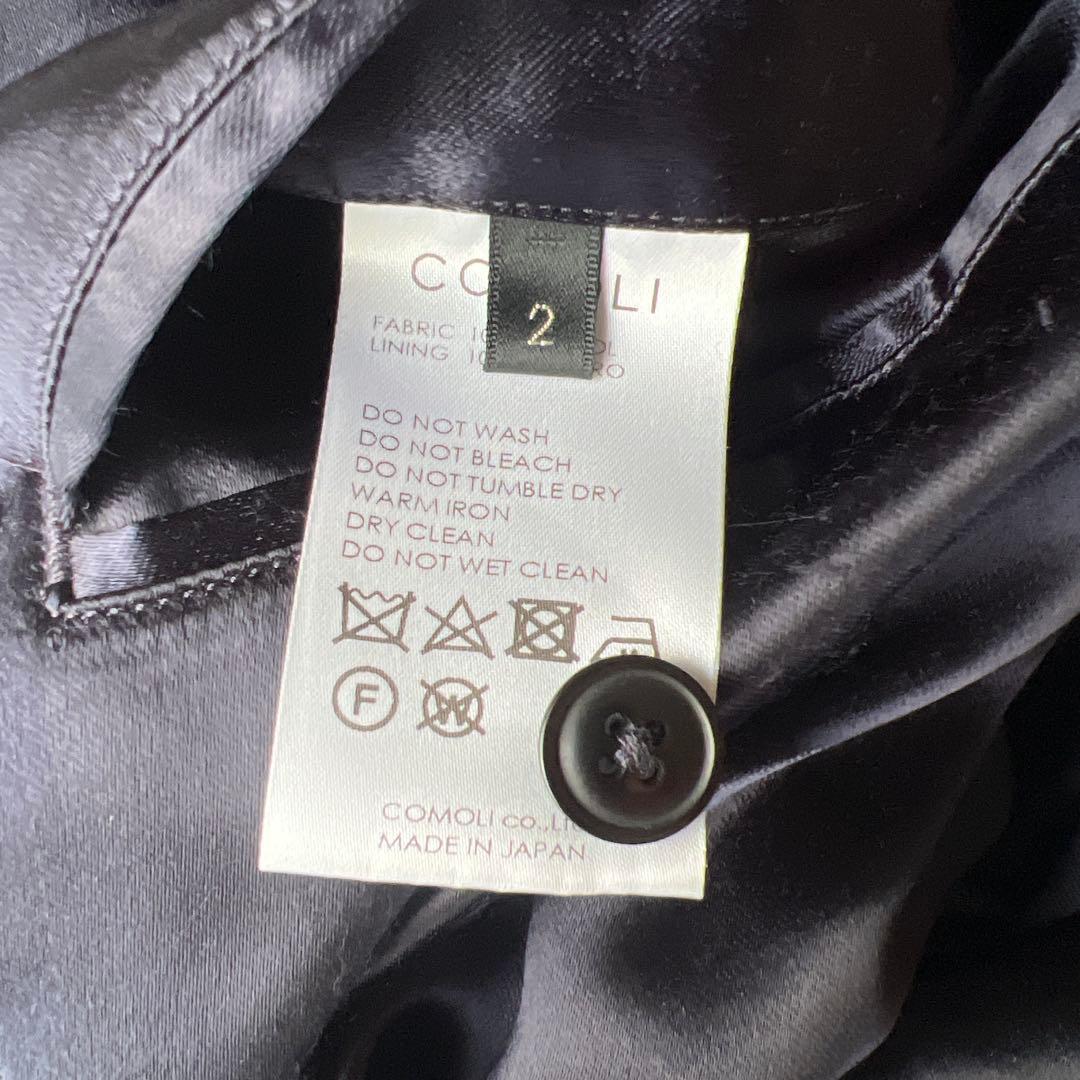 2
FABRIC
LINING
DO NOT WASH
DO NOT BLEACH
DO NOT TUMBLE DRY
WARM IRON
DRY CLEAN
DO NOT WET CLEAN
F W
COMOLI co.,
MADE IN JAPAN